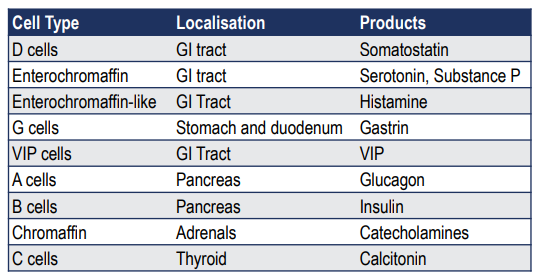 Cell Type Localisation Products
D cells GI tract Somatostatin
Enterochromaffin GI tract Serotonin, Substance P
Enterochromaffin-like GI Tract Histamine
G cells Stomach and duodenum Gastrin
VIP cells GI Tract VIP
A cells Pancreas Glucagon
B cells Pancreas Insulin
Chromaffin Adrenals Catecholamines
C cells Thyroid Calcitonin